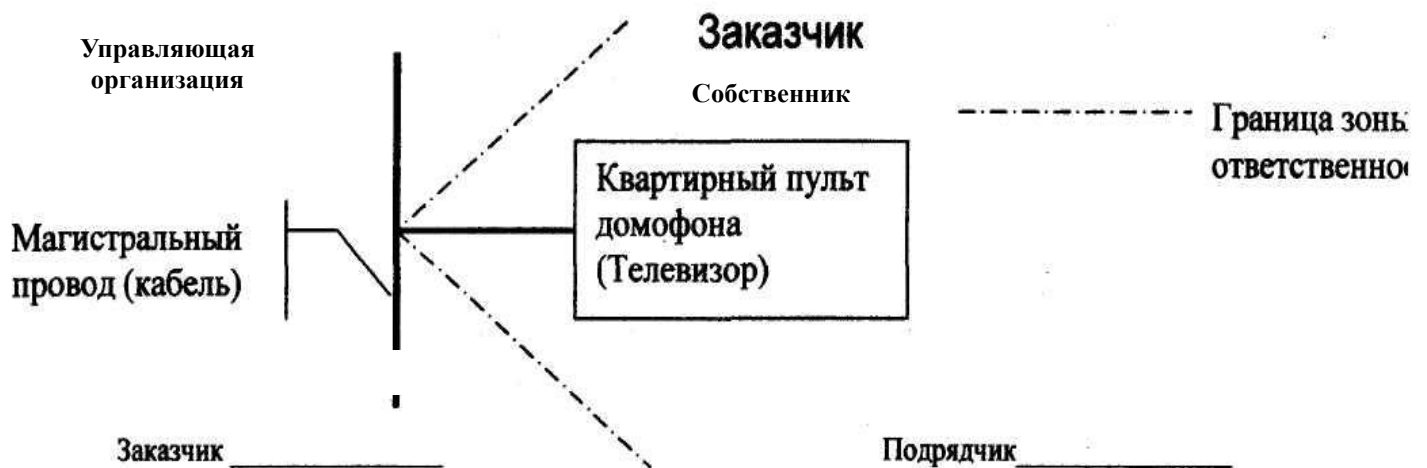 Управляющая
организация
Заказчик
Собственник
Граница
Квартирный пульт
домофона
(Телевизор)
Магистральный
провод (кабель)
Заказчик
Подрядчик